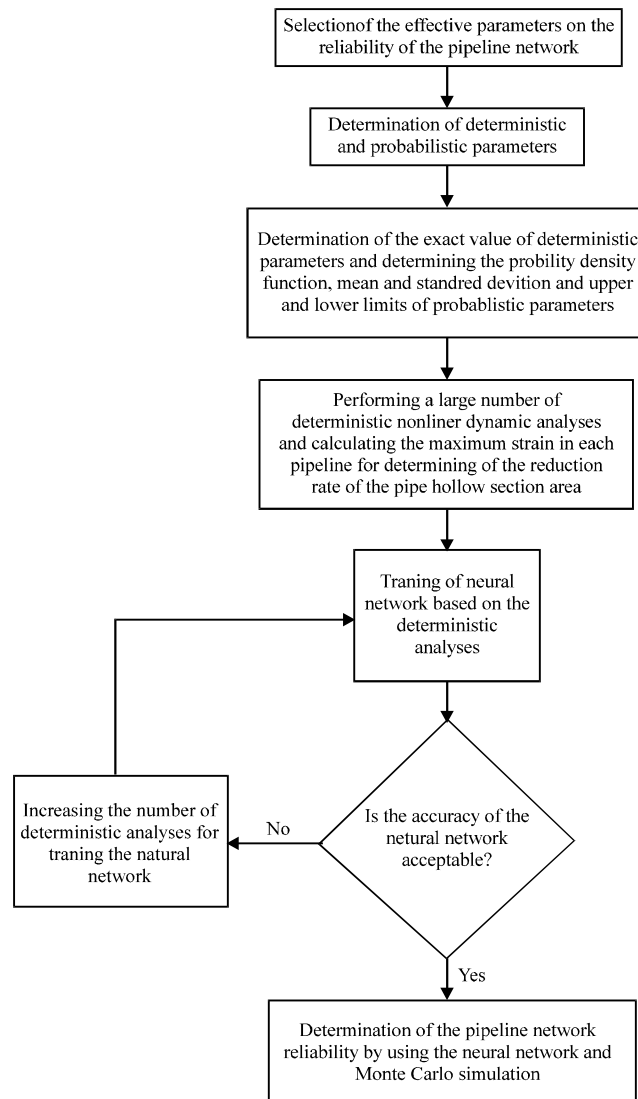 Selectionof the effective parameters on the
reliability of the pipeline network
Determination of deterministic
and probabilistic parameters
Determination of the exact value of deterministic
parameters and determining the probility density
function, mean and standred devition and upper
and lower limits of probablistic parameters
Performing a large number of
deterministic nonliner dynamic analyses
and calculating the maximum strain in each
pipeline for determining of the reduction
rate of the pipe hollow section area
Traning of neural
network based on the
deterministic
analyses
Is the accuracy of the
netural network
acceptable?
No
Increasing the number of
deterministic analyses for
traning the natural
network
Yes
Determination of the pipeline network
reliability by using the neural network and
Monte Carlo simulation